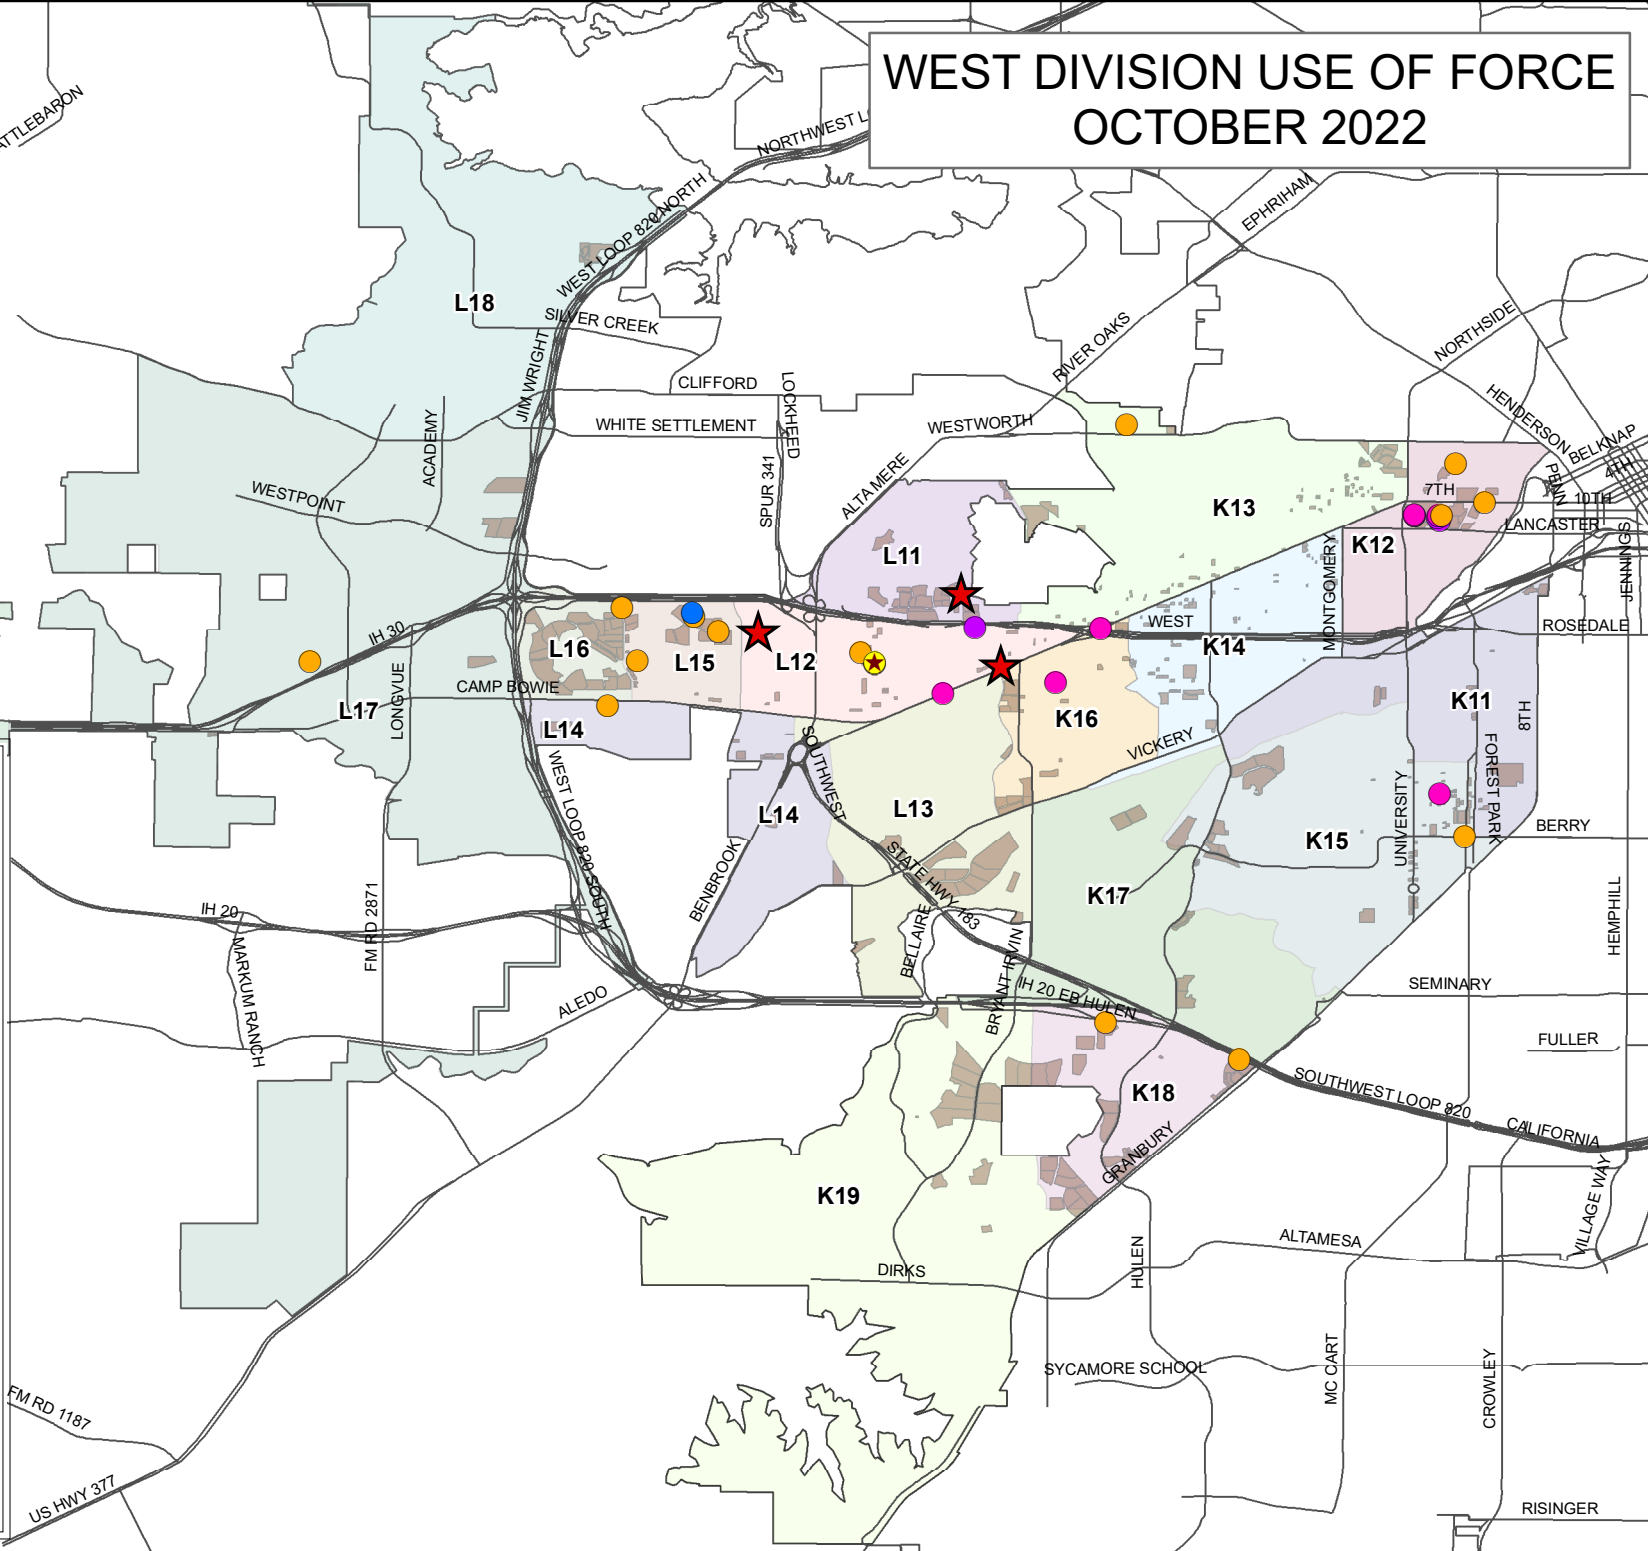 WEST DIVISION USE OF FORCE
OCTOBER 2022
NORTHWEST L
EPHRIHAM
WEST LOOP 820 NORTH
L18
SILVER CREEK
RIVER OAKS
NORTHSIDE
JIM WRIGHT
CLIFFORD
LOCKHEED
HENDERSON
ACADEMY
WHITE SETTLEMENT
WESTWORTH
BELKNAP
4TH
SPUR 341
ALTA MERE
PENN
WESTPOINT
7TH
10TH
K13
LANCASTER
L11
K12
MONTGOMERY
JENNINGS
IH 30
WEST
ROSEDALE
L16
L15
L12
K14
LONGVUE
CAMP BOWIE
L17
L14
K16
K11
8TH
SOUTHWEST
VICKERY
FOREST PARK
WEST LOOP 820 SOUTH
L14
L13
UNIVERSITY
BERRY
K15
BENBROOK
STATE HWY 183
K17
IH 20
FM RD 2871
BELLAIRE
HEMPHILL
MARKUM RANCH
BRYANT IRVIN
IH 20 EB HULEN
SEMINARY
ALEDO
FULLER
K18
SOUTHWEST LOOP 820
CALIFORNIA
GRANBURY
K19
VILLAGE WAY
HULEN
ALTAMESA
DIRKS
SYCAMORE SCHOOL
MC CART
CROWLEY
FM RD 1187
US HWY 377
RISINGER